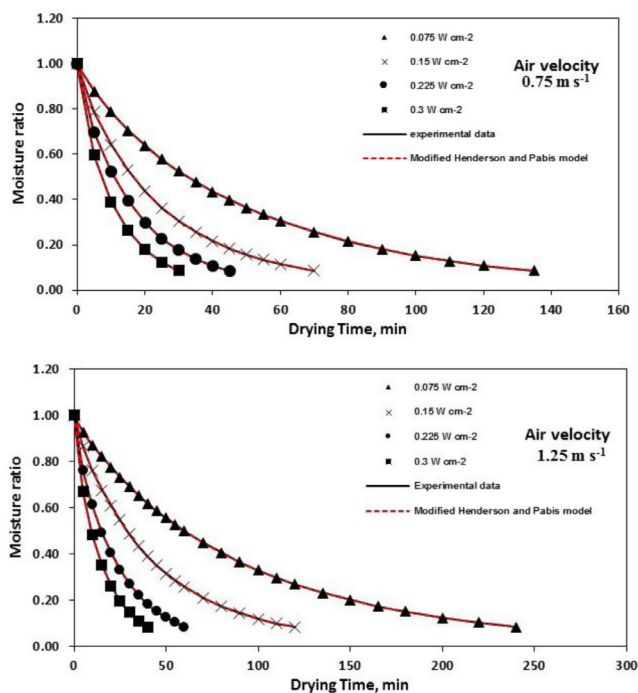 1.20
1.00
0.80
0.60
0.40
0.20
0.00
Moisture ratio
0.075 W cm-2
0.15 W cm-2
0.225 W cm-2
0.3 W cm-2
experimental data
Modified Henderson and Pabis model
Air velocity
0.75 m s-1
0 20 40 60 80 100 120 140 160
Drying Time, min
1.20
1.00
0.80
0.60
0.40
0.20
0.00
Moisture ratio
0.075 W cm-2
0.15 W cm-2
0.225 W cm-2
0.3 W cm-2
Experimental data
Modified Henderson and Pabis model
Air velocity
1.25 m s-1
0 50 100 150 200 250 300
Drying Time, min